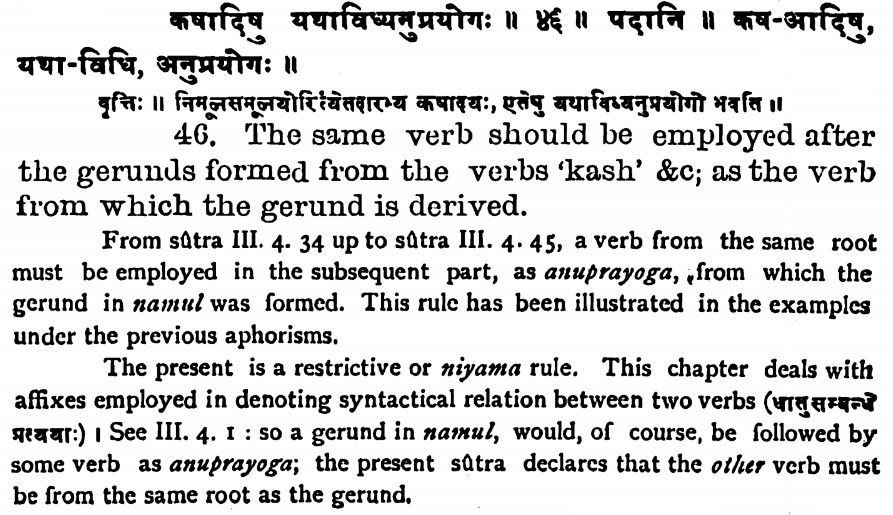 कषादिषु यथाविध्यनुप्रयोगः ॥ ४६ ॥ पदानि ॥ कष-आदिषु,
यथा-विधि, अनुप्रयोगः ॥
वृत्तिः ॥ निमूलसमूलयोरित्येतदारभ्य कषादयः, एतेषु यथाविध्यनुप्रयोगो भवति ॥
46. The same verb should be employed after
the gerunds formed from the verbs 'kash' &c; as the verb
from which the gerund is derived.
From sûtra III. 4. 34 up to sûtra III. 4. 45, a verb from the same root
must be employed in the subsequent part, as anuprayoga, from which the
gerund in namul was formed. This rule has been illustrated in the examples
under the previous aphorisms.
The present is a restrictive or niyama rule. This chapter deals with
affixes employed in denoting syntactical relation between two verbs (धातुसम्बन्धे
प्रत्ययाः) । See III. 4. 1 : so a gerund in namul, would, of course, be followed by
some verb as anuprayoga; the present sûtra declares that the other verb must
be from the same root as the gerund.